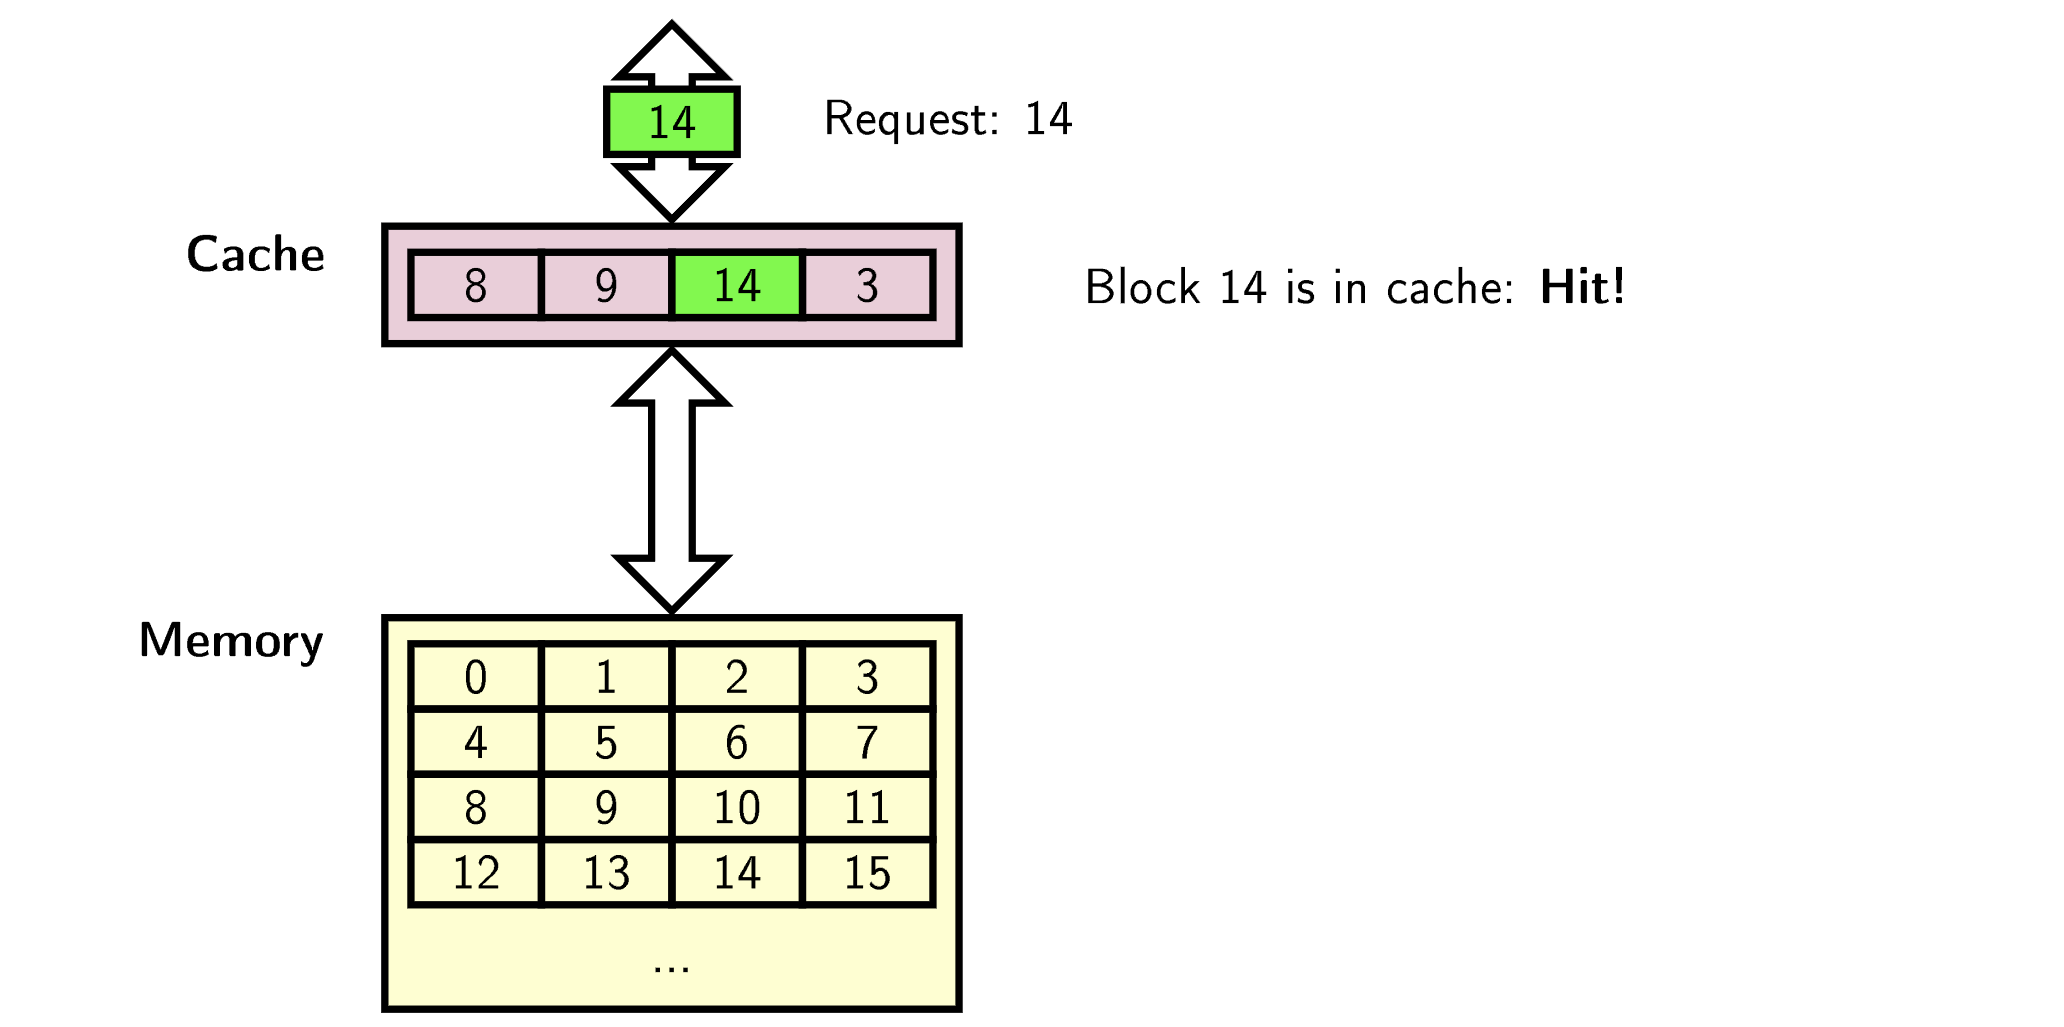 14
Request: 14
Cache
8 9 14 3
Block 14 is in cache: Hit!
Memory
0 1 2 3
4 5 6 7
8 9 10 11
12 13 14 15
...